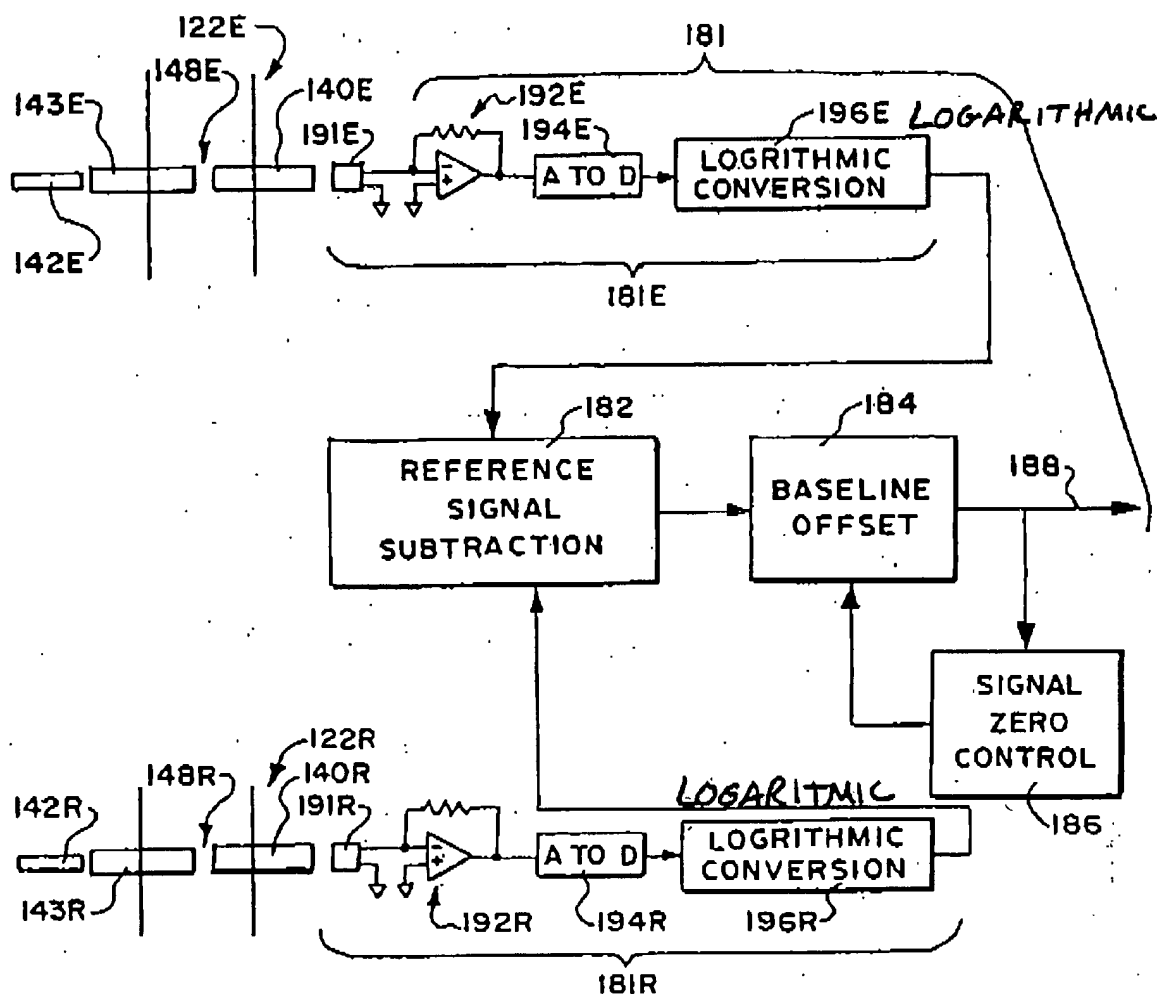 122E
181
148E
143E
140E
192E
191E
194E
196E
LOGARITHMIC
A TO D
LOGRITHMIC
CONVERSION
142E
181E
182
184
REFERENCE
SIGNAL
SUBTRACTION
BASELINE
OFFSET
188
SIGNAL
ZERO
CONTROL
186
122R
148R
140R
142R
191R
LOGARITMIC
A TO D
LOGRITHMIC
CONVERSION
143R
192R
194R
196R
181R